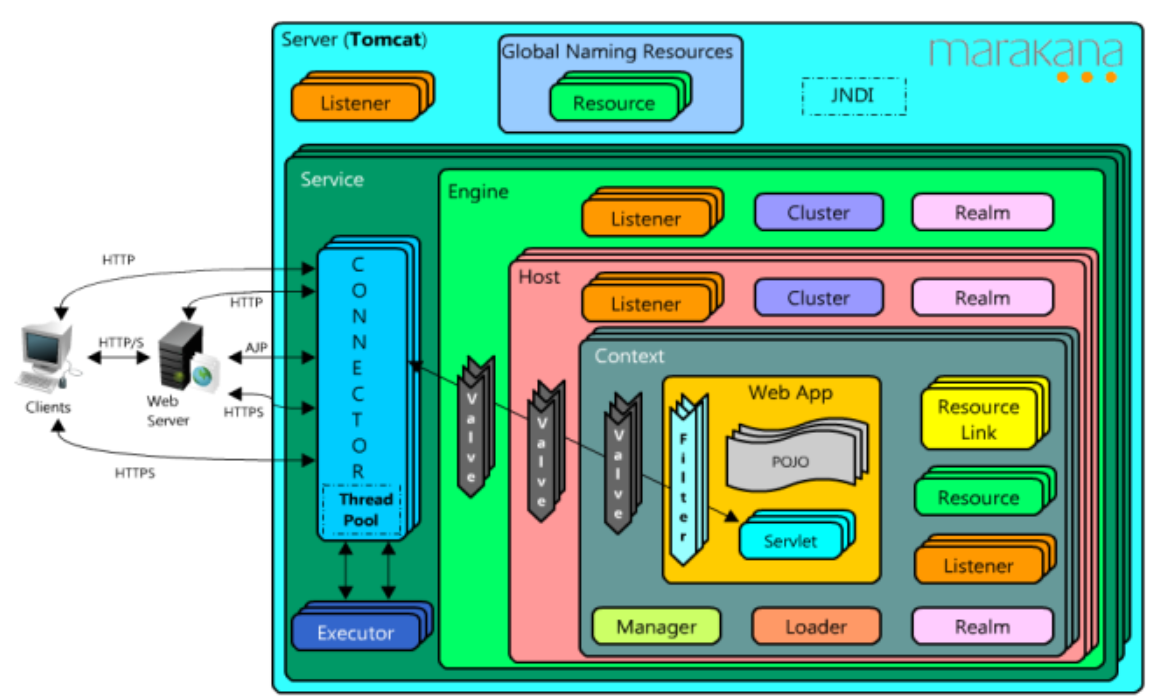 Server (Tomcat)
Global Naming Resources
marakana
Listener
Resource
JNDI
Service
Engine
Listener
Cluster
Realm
Host
Listener
Cluster
Realm
Context
Web App
POJO
Servlet
Filter
Valve
Valve
Valve
Resource
Link
Resource
Listener
Manager
Loader
Realm
CONNECTOR
Thread
Pool
Executor
HTTP
HTTP
HTTP/S
AJP
HTTPS
HTTPS
Clients
Web
Server